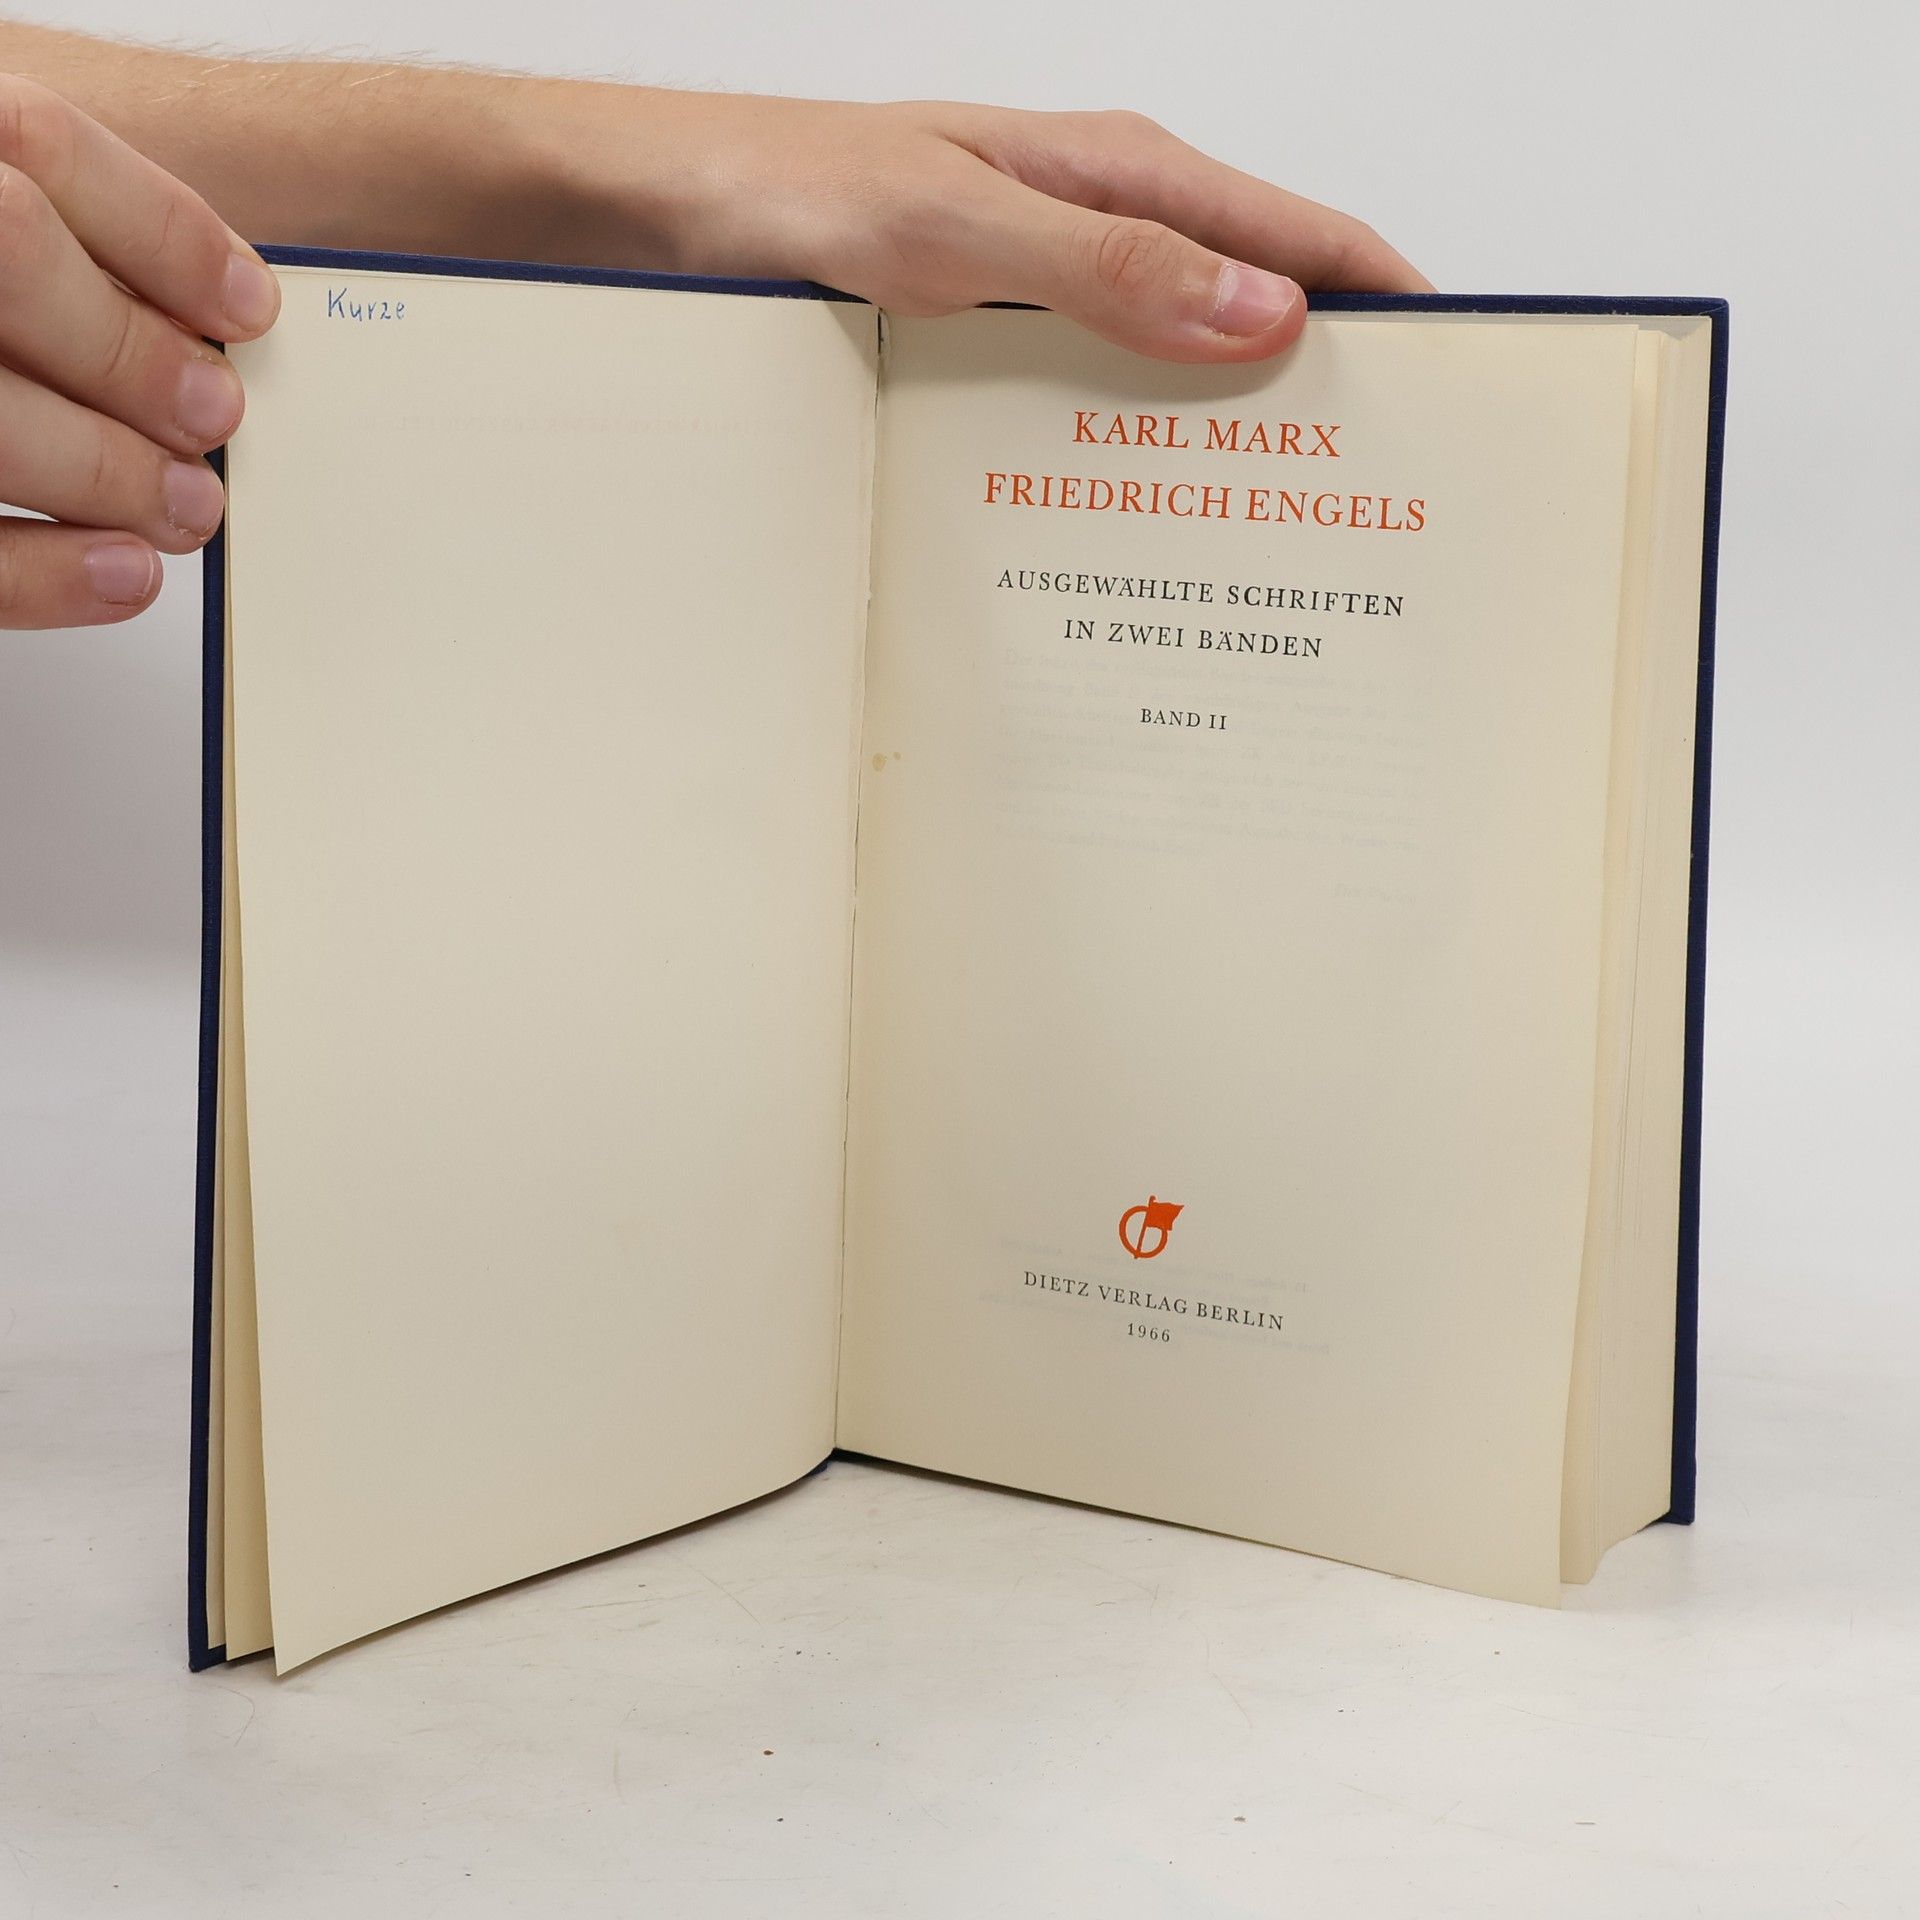 Kurze
KARL MARX
FRIEDRICH ENGELS
AUSGEWÄHLTE SCHRIFTEN
IN ZWEI BÄNDEN
BAND II
DIETZ VERLAG BERLIN
1966